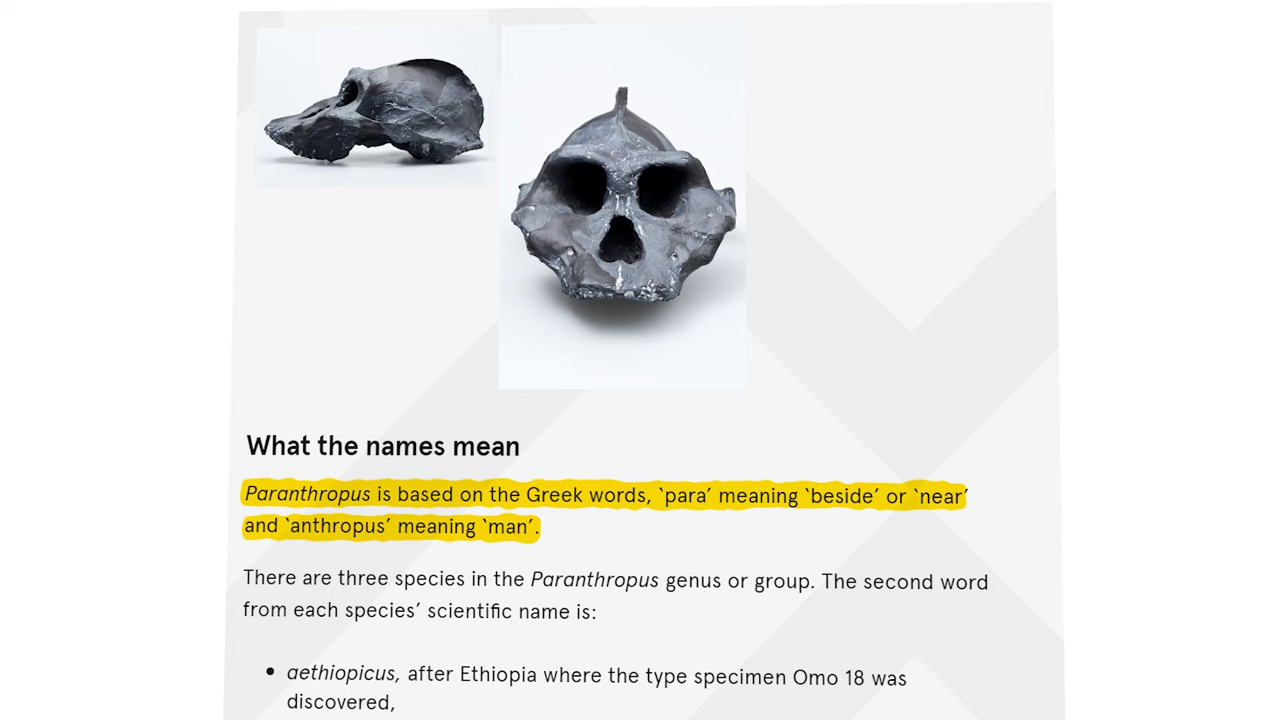 What the names mean
Paranthropus is based on the Greek words, ‘para’ meaning ‘beside’ or ‘near’
and ‘anthropus’ meaning ‘man’.
There are three species in the Paranthropus genus or group. The second word
from each species’ scientific name is:
• aethiopicus, after Ethiopia where the type specimen Omo 18 was
discovered,